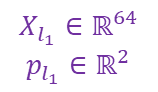 X_{l_1} ∈ ℝ^{64}
p_{l_1} ∈ ℝ^{2}